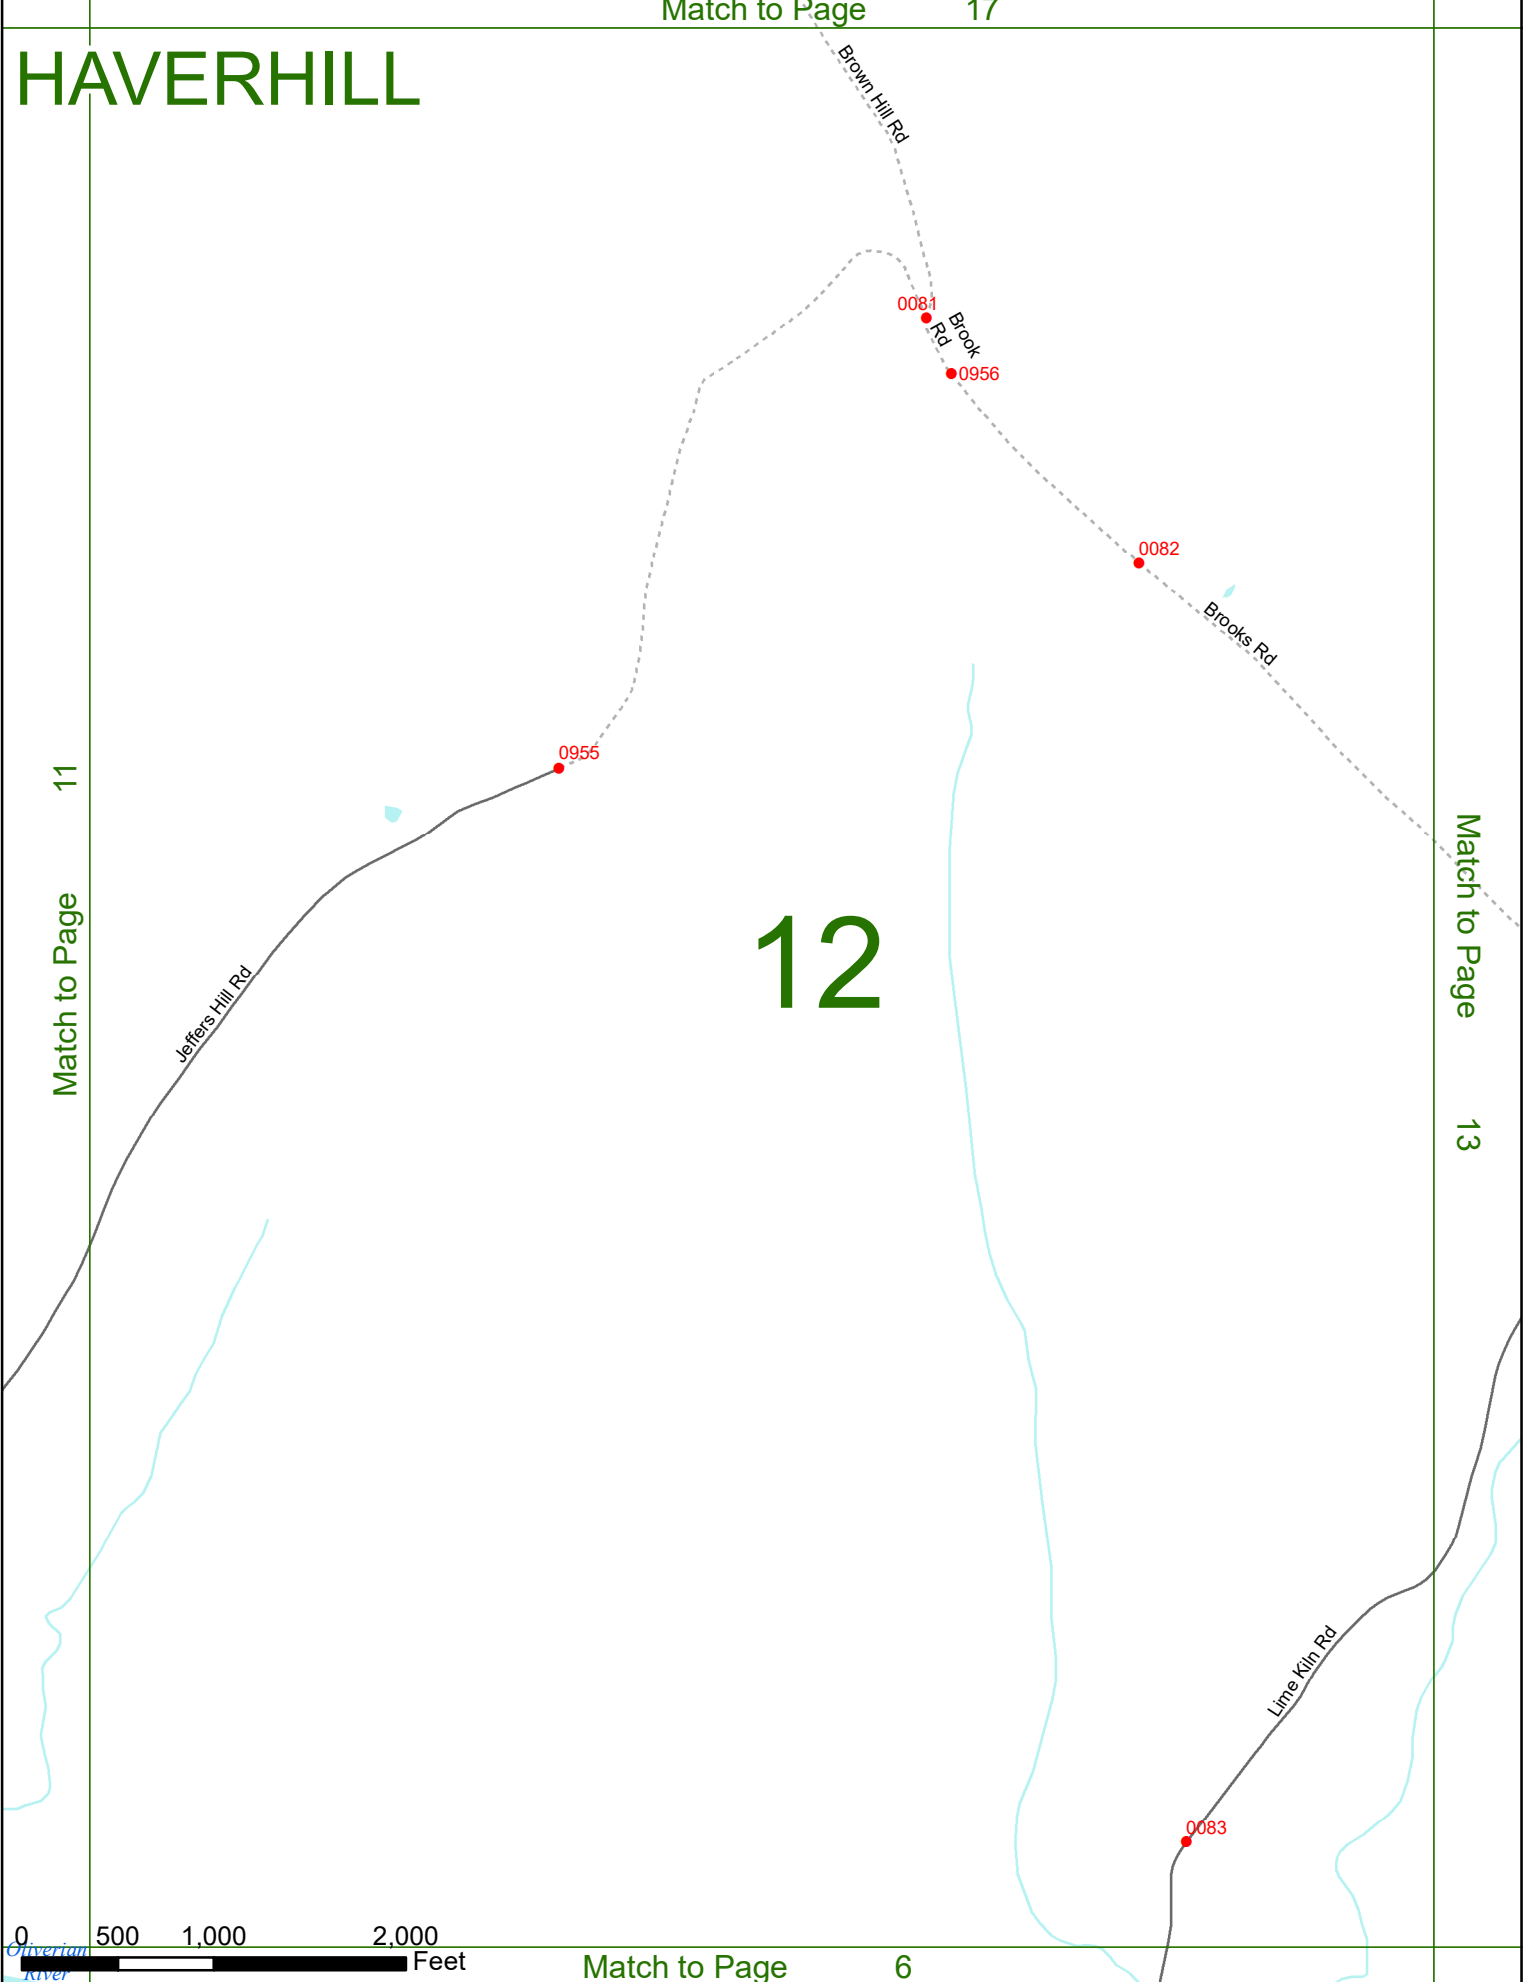 Match to Page 17
HAVERHILL
Brown Hill Rd
0081
Brook
Rd
0956
0082
Brooks Rd
0955
Match to Page 11
Match to Page 13
12
Jeffers Hill Rd
Lime Kiln Rd
0083
0 500 1,000 2,000
Feet
Oliverian
River
Match to Page 6